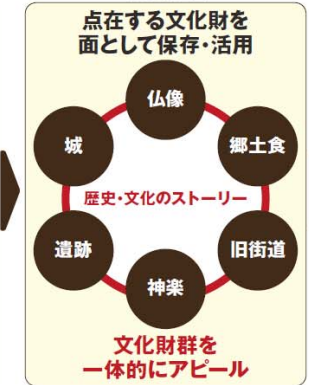 点在する文化財を
面として保存・活用
仏像
城
郷土食
歴史・文化のストーリー
遺跡
旧街道
神楽
文化財群を
一体的にアピール